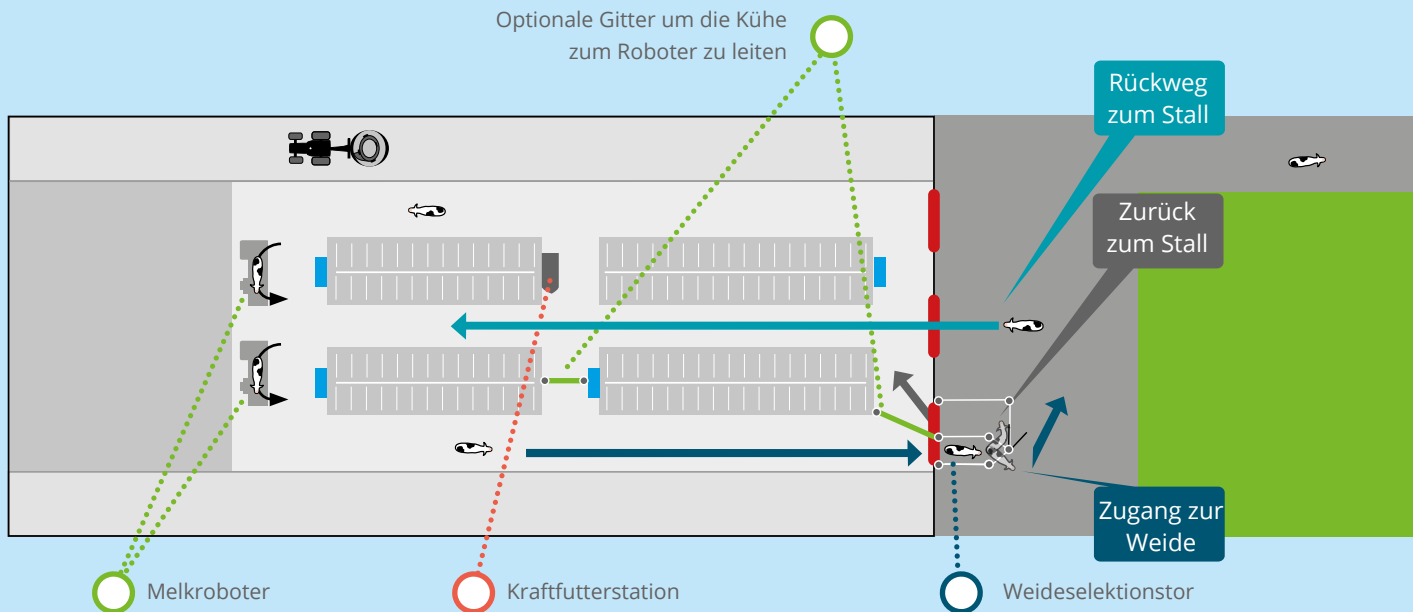 Optionale Gitter um die Kühe
zum Roboter zu leiten
Rückweg
zum Stall
Zurück
zum Stall
Zugang zur
Weide
Melkroboter
Kraftfutterstation
Weideselektionstor